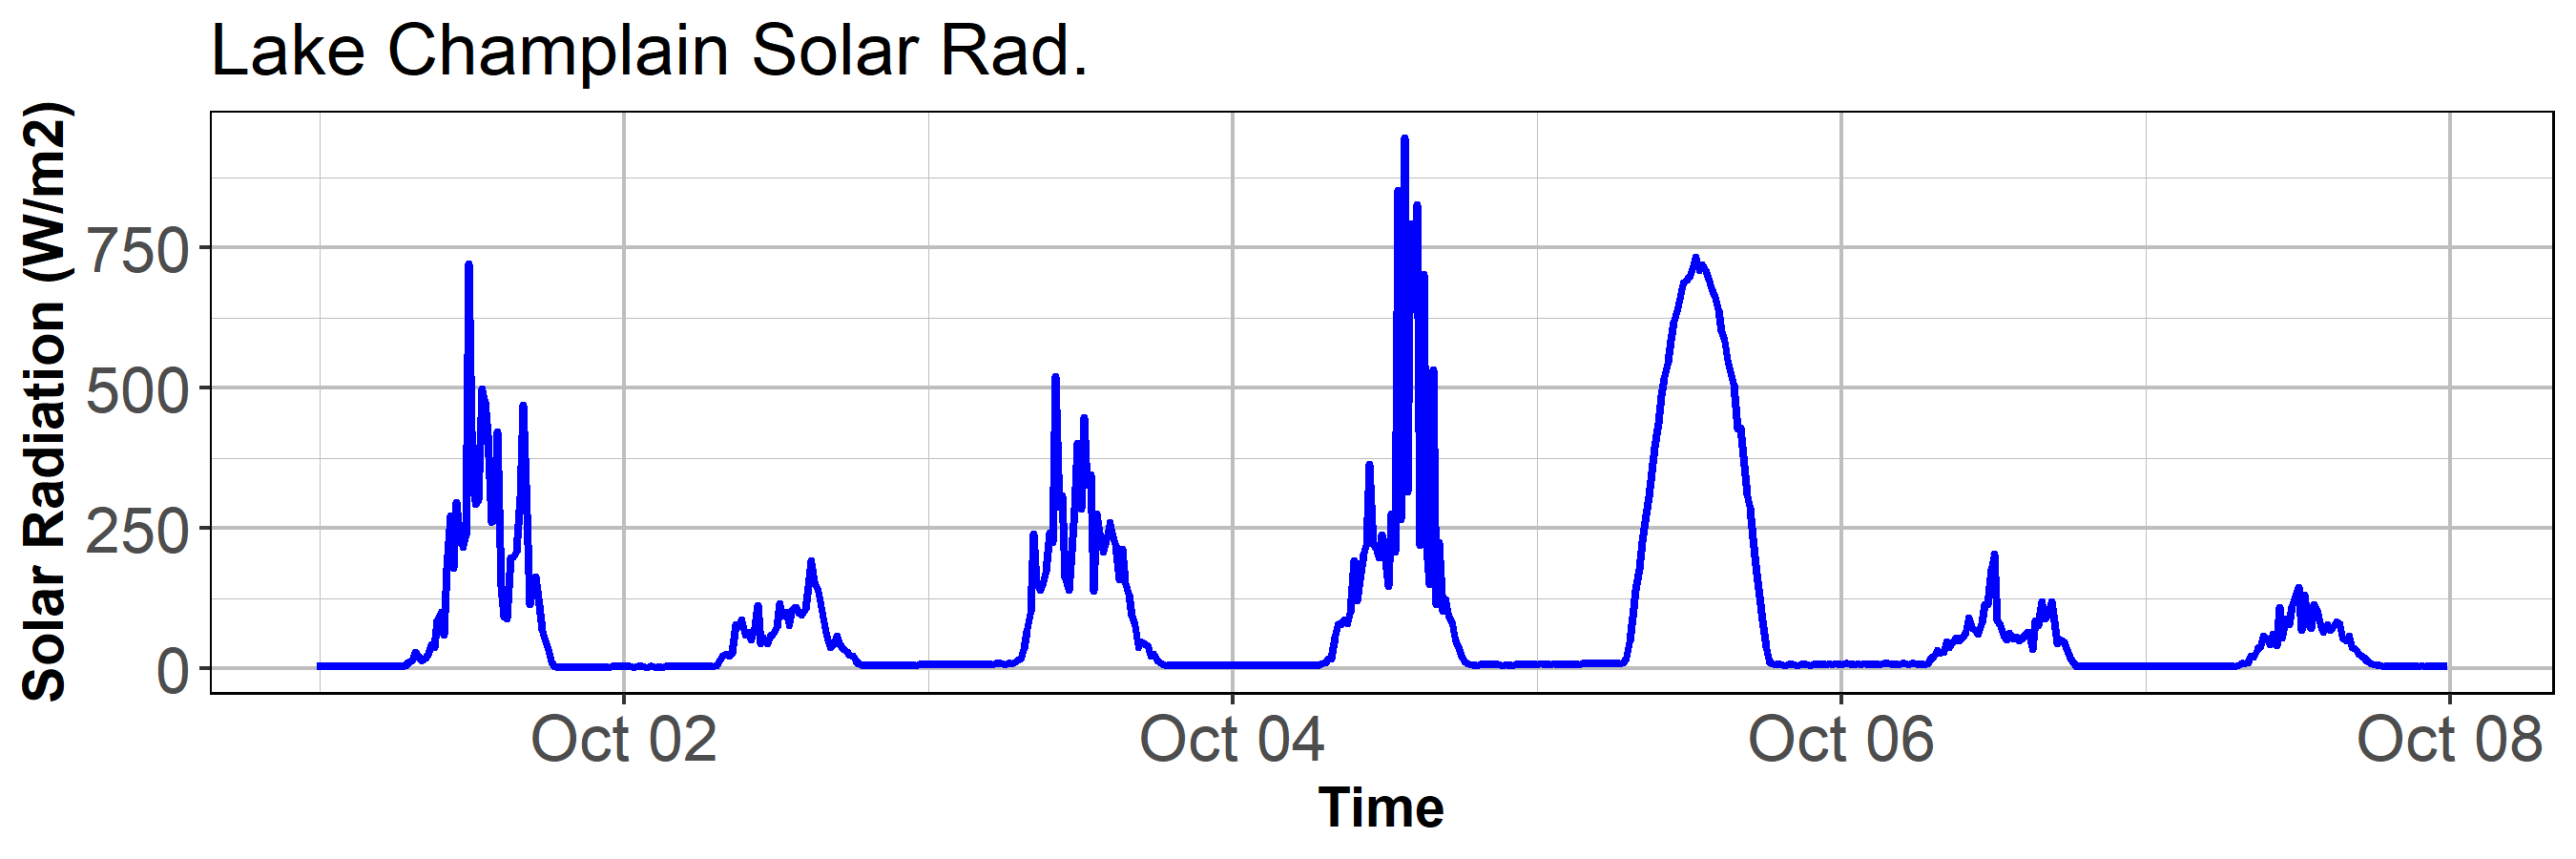 Lake Champlain Solar Rad.
Solar Radiation (W/m2)
750
500
250
0
Oct 02 Oct 04 Oct 06 Oct 08
Time